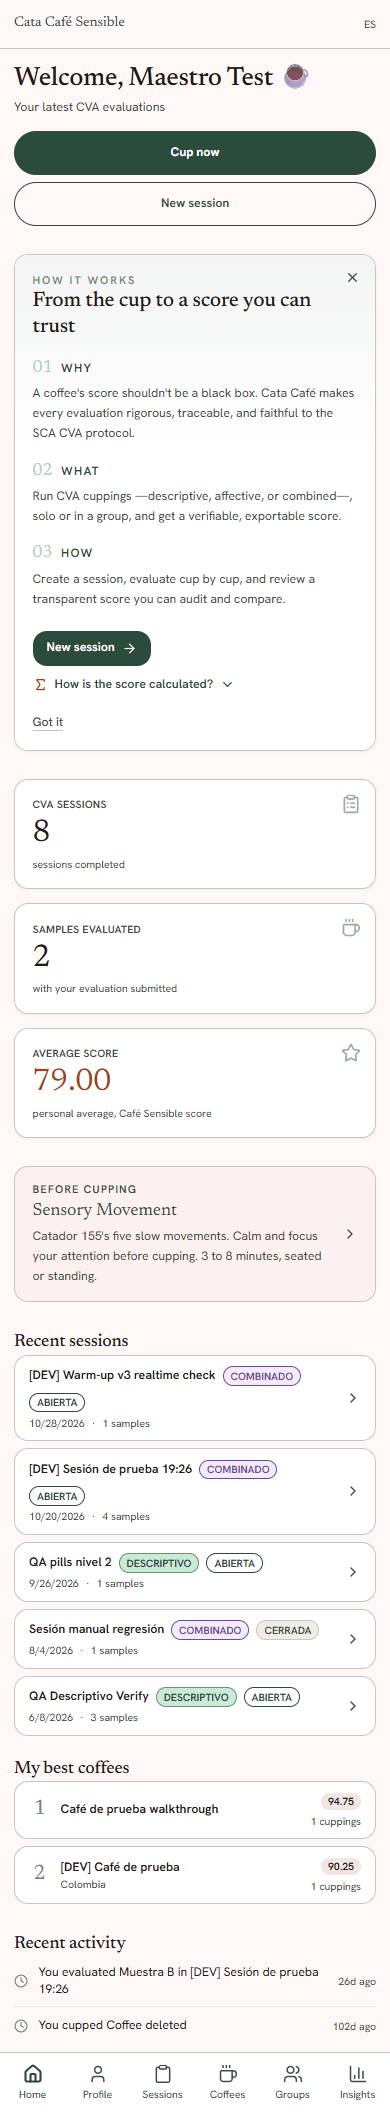 Cata Café Sensible
ES
Welcome, Maestro Test
Your latest CVA evaluations
Cup now
New session
HOW IT WORKS
From the cup to a score you can
trust
01 WHY
A coffee's score shouldn't be a black box. Cata Café makes
every evaluation rigorous, traceable, and faithful to the
SCA CVA protocol.
02 WHAT
Run CVA cuppings —descriptive, affective, or combined—,
solo or in a group, and get a verifiable, exportable score.
03 HOW
Create a session, evaluate cup by cup, and review a
transparent score you can audit and compare.
New session →
Σ How is the score calculated?
Got it
CVA SESSIONS
8
sessions completed
SAMPLES EVALUATED
2
with your evaluation submitted
AVERAGE SCORE
79.00
personal average, Café Sensible score
BEFORE CUPPING
Sensory Movement
Catador 155's five slow movements. Calm and focus
your attention before cupping. 3 to 8 minutes, seated
or standing.
Recent sessions
[DEV] Warm-up v3 realtime check COMBINADO
ABIERTA
10/28/2026 · 1 samples
[DEV] Sesión de prueba 19:26 COMBINADO
ABIERTA
10/20/2026 · 4 samples
QA pills nivel 2 DESCRIPTIVO ABIERTA
9/26/2026 · 1 samples
Sesión manual regresión COMBINADO CERRADA
8/4/2026 · 1 samples
QA Descriptivo Verify DESCRIPTIVO ABIERTA
6/8/2026 · 3 samples
My best coffees
1 Café de prueba walkthrough 94.75
1 cuppings
2 [DEV] Café de prueba 90.25
Colombia 1 cuppings
Recent activity
You evaluated Muestra B in [DEV] Sesión de prueba
19:26
26d ago
You cupped Coffee deleted 102d ago
Home Profile Sessions Coffees Groups Insights